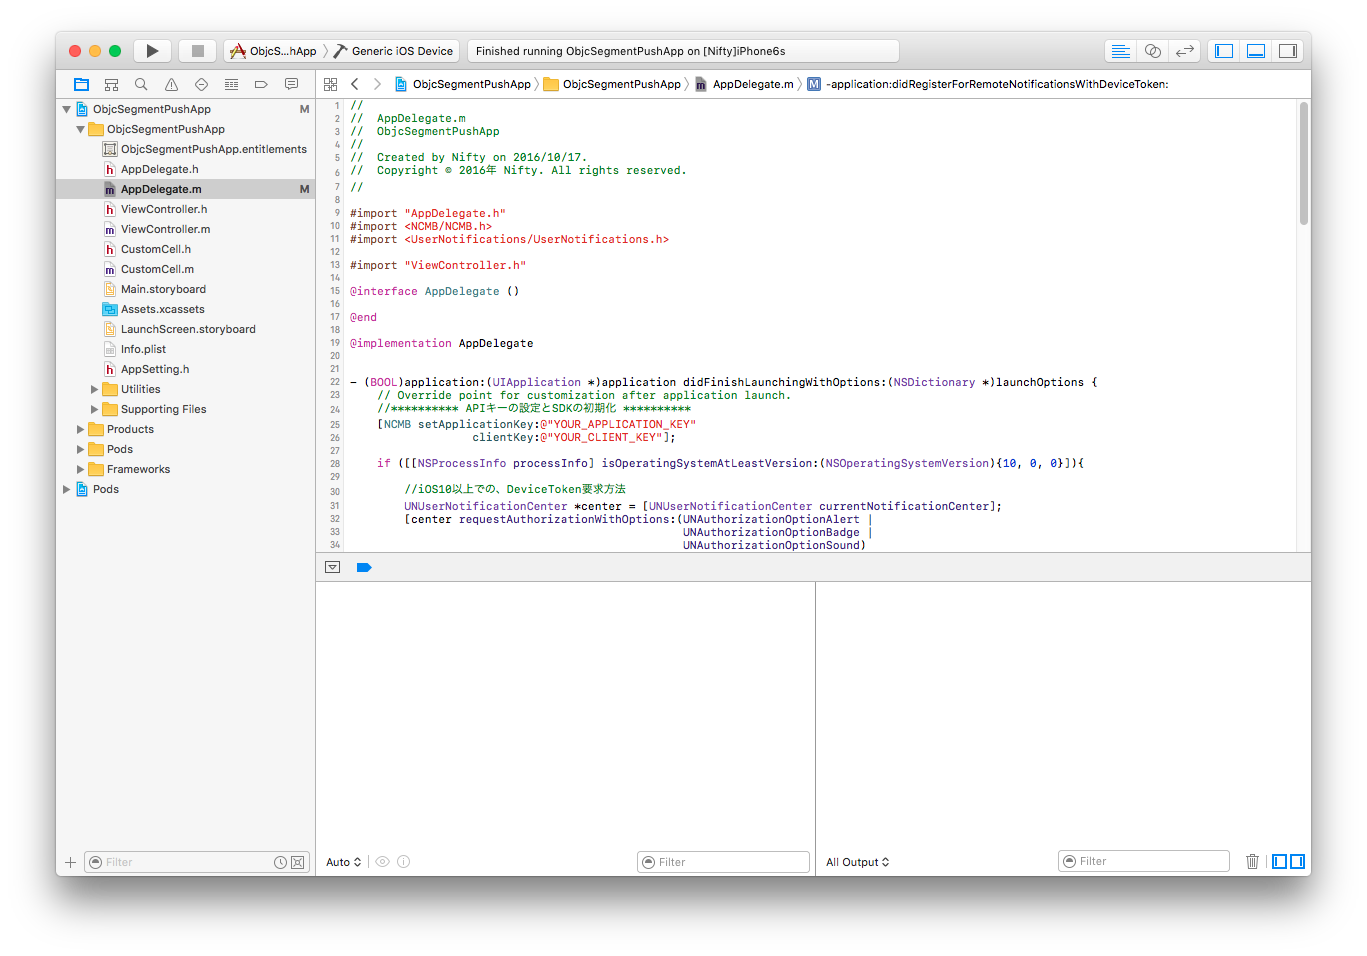 ObjcS...hApp
Generic iOS Device
Finished running ObjcSegmentPushApp on [Nifty]iPhone6s
ObjcSegmentPushApp
ObjcSegmentPushApp
AppDelegate.m
M
-application:didRegisterForRemoteNotificationsWithDeviceToken:
ObjcSegmentPushApp M
ObjcSegmentPushApp
ObjcSegmentPushApp.entitlements
h AppDelegate.h
m AppDelegate.m M
h ViewController.h
m ViewController.m
h CustomCell.h
m CustomCell.m
Main.storyboard
Assets.xcassets
LaunchScreen.storyboard
Info.plist
h AppSetting.h
Utilities
Supporting Files
Products
Pods
Frameworks
Pods
Filter
1 //
2 //  AppDelegate.m
3 //  ObjcSegmentPushApp
4 //
5 //  Created by Nifty on 2016/10/17.
6 //  Copyright © 2016年 Nifty. All rights reserved.
7 //
8
9 #import "AppDelegate.h"
10 #import <NCMB/NCMB.h>
11 #import <UserNotifications/UserNotifications.h>
12
13 #import "ViewController.h"
14
15 @interface AppDelegate ()
16
17 @end
18
19 @implementation AppDelegate
20
21
22 - (BOOL)application:(UIApplication *)application didFinishLaunchingWithOptions:(NSDictionary *)launchOptions {
23     // Override point for customization after application launch.
24     //********** APIキーの設定とSDKの初期化 **********
25     [NCMB setApplicationKey:@"YOUR_APPLICATION_KEY"
26                   clientKey:@"YOUR_CLIENT_KEY"];
27
28     if ([[NSProcessInfo processInfo] isOperatingSystemAtLeastVersion:(NSOperatingSystemVersion){10, 0, 0}]){
29
30         //iOS10以上での、DeviceToken要求方法
31         UNUserNotificationCenter *center = [UNUserNotificationCenter currentNotificationCenter];
32         [center requestAuthorizationWithOptions:(UNAuthorizationOptionAlert |
33                                                  UNAuthorizationOptionBadge |
34                                                  UNAuthorizationOptionSound)
Auto
Filter
All Output
Filter